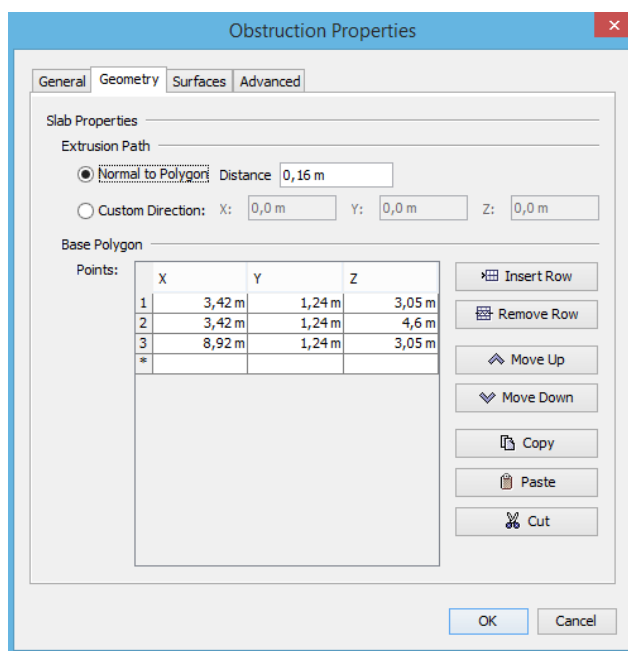 Obstruction Properties
General Geometry Surfaces Advanced
Slab Properties
Extrusion Path
Normal to Polygon Distance 0,16 m
Custom Direction: X: 0,0 m Y: 0,0 m Z: 0,0 m
Base Polygon
Points:
X Y Z
1 3,42 m 1,24 m 3,05 m
2 3,42 m 1,24 m 4,6 m
3 8,92 m 1,24 m 3,05 m
*
Insert Row
Remove Row
Move Up
Move Down
Copy
Paste
Cut
OK Cancel